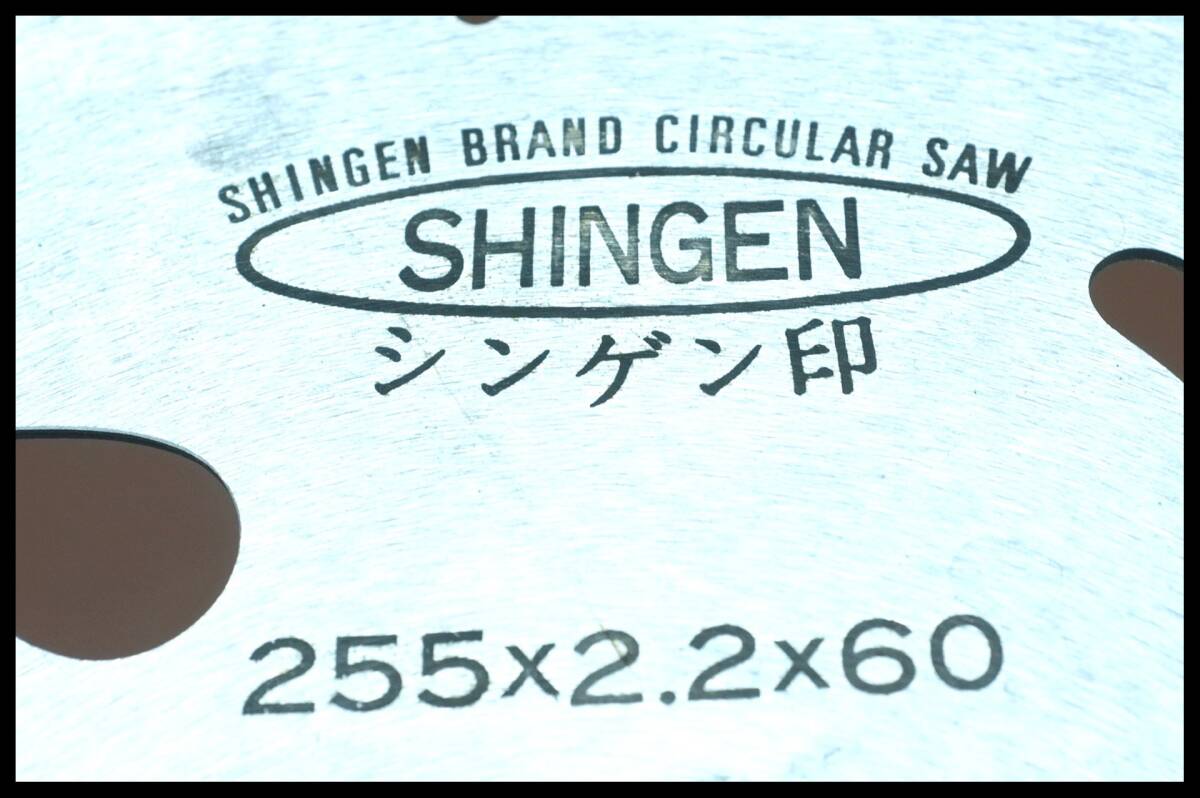 SHINGEN BRAND CIRCULAR SAW
SHINGEN
シンゲン印
255x2.2x60